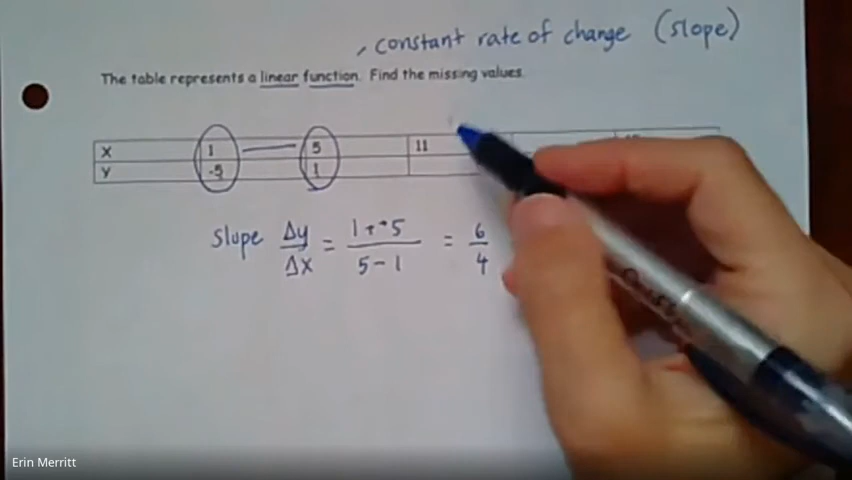 constant rate of change (slope)
The table represents a linear function. Find the missing values.
X 1 5 11
Y -5 1
slope Δy/Δx = 1+⁺5/5-1 = 6/4
Erin Merritt